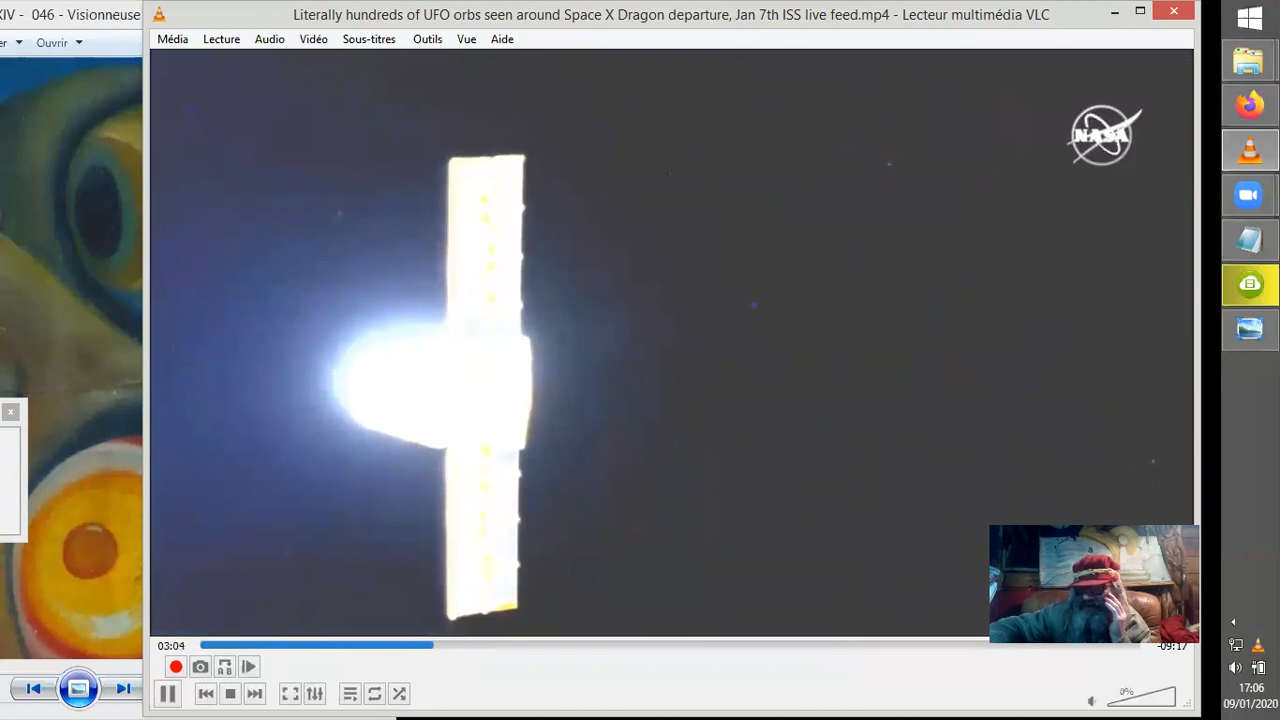 XIV - 046 - Visionneuse
Literally hundreds of UFO orbs seen around Space X Dragon departure, Jan 7th ISS live feed.mp4 - Lecteur multimédia VLC
Ouvrir
Média Lecture Audio Vidéo Sous-titres Outils Vue Aide
NASA
03:04
-09:17
A B
0%
17:06
09/01/2020